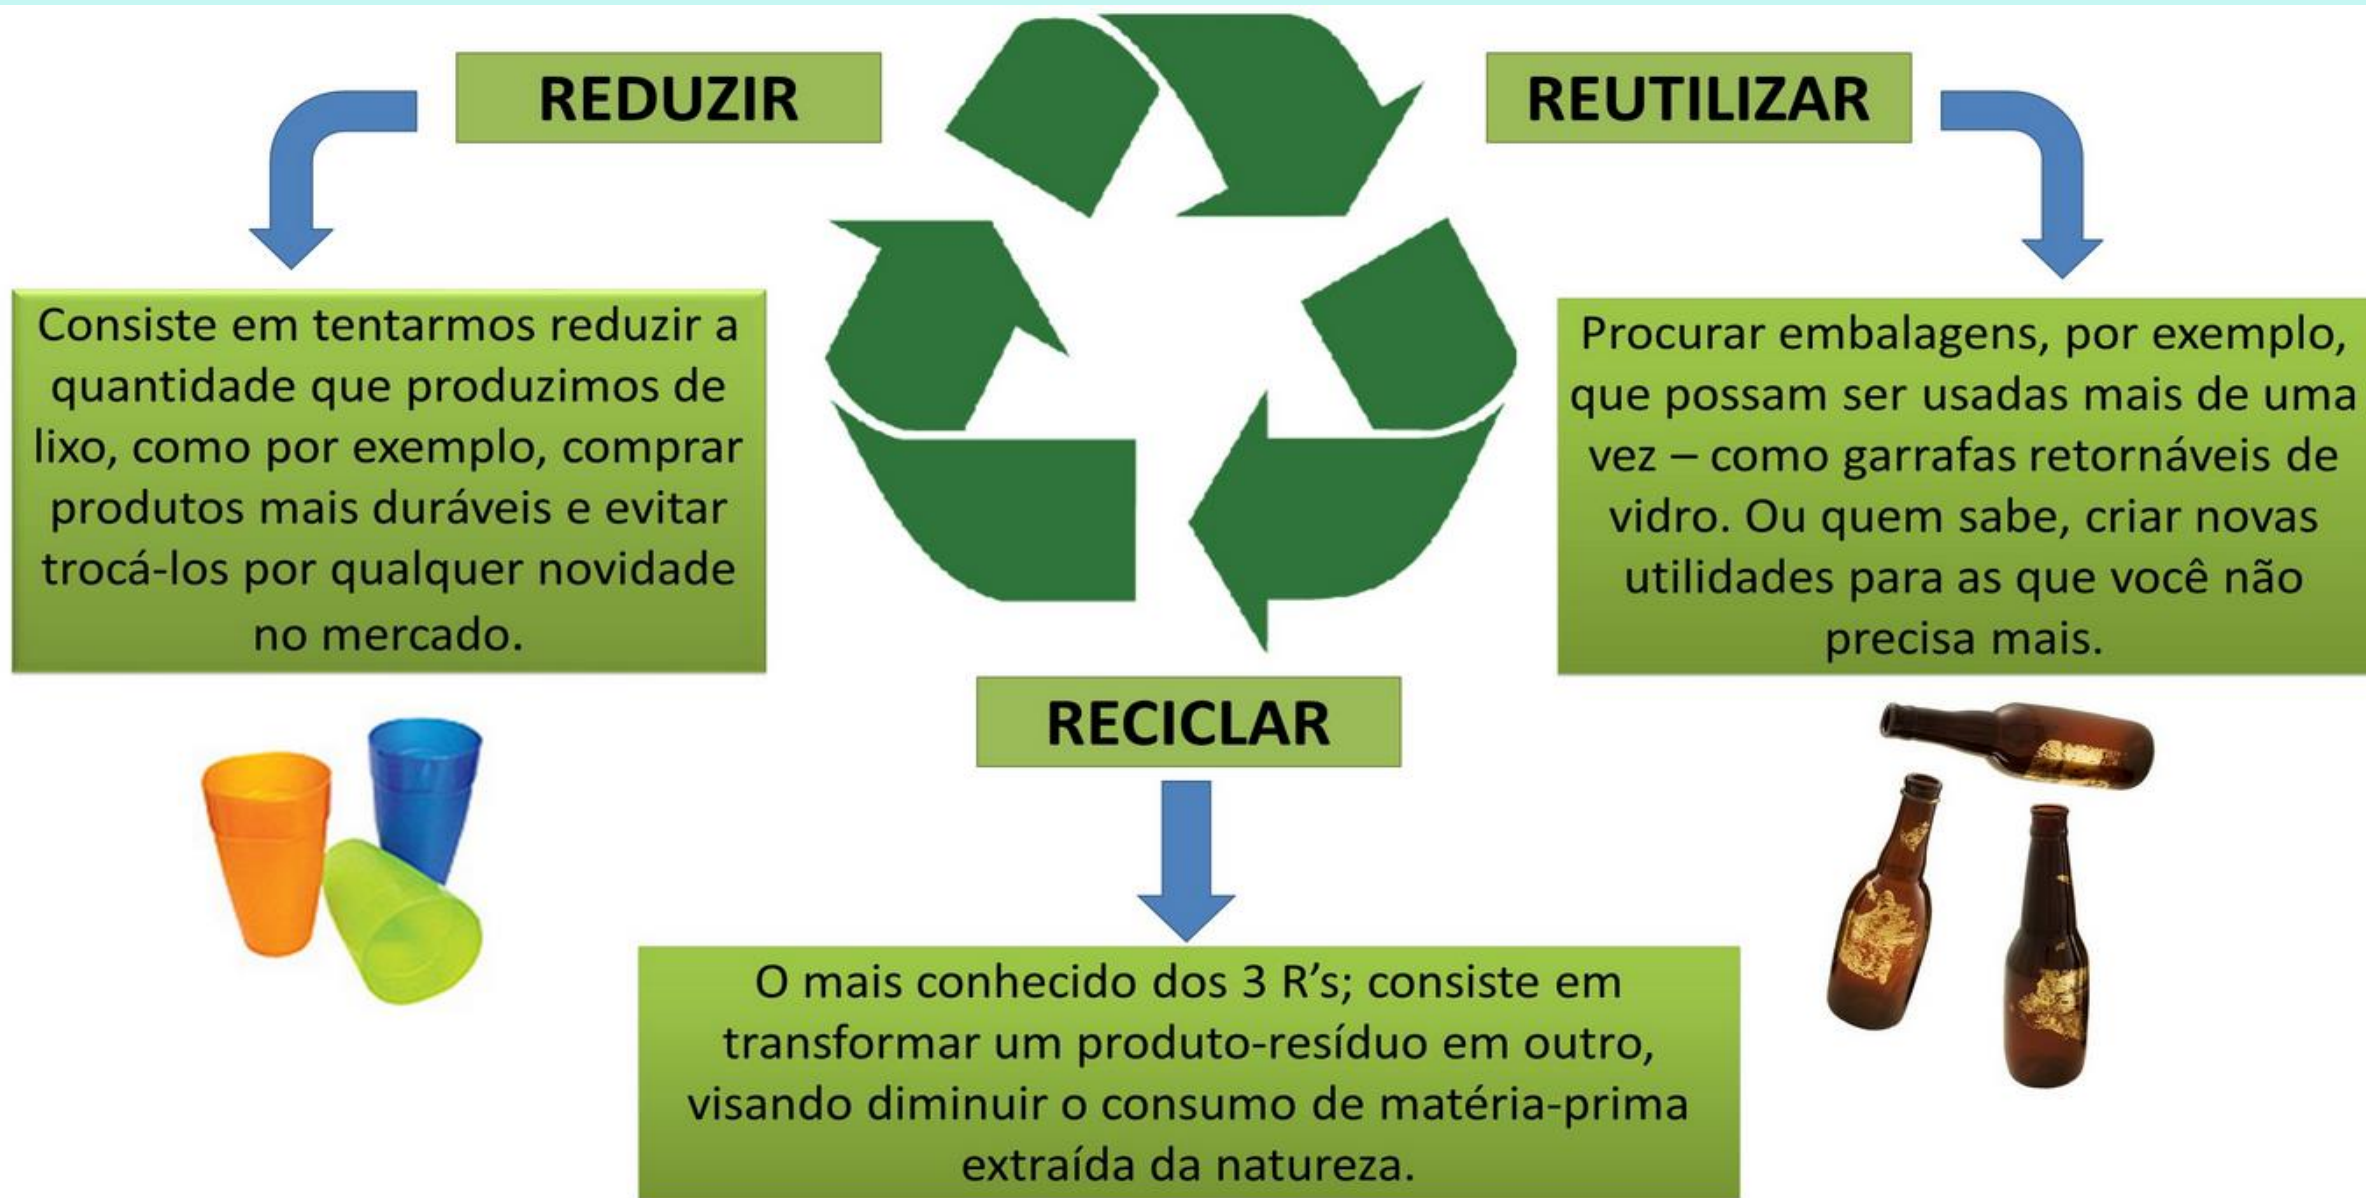 REDUZIR
Consiste em tentarmos reduzir a
quantidade que produzimos de
lixo, como por exemplo, comprar
produtos mais duráveis e evitar
trocá-los por qualquer novidade
no mercado.
REUTILIZAR
Procurar embalagens, por exemplo,
que possam ser usadas mais de uma
vez – como garrafas retornáveis de
vidro. Ou quem sabe, criar novas
utilidades para as que você não
precisa mais.
RECICLAR
O mais conhecido dos 3 R’s; consiste em
transformar um produto-resíduo em outro,
visando diminuir o consumo de matéria-prima
extraída da natureza.